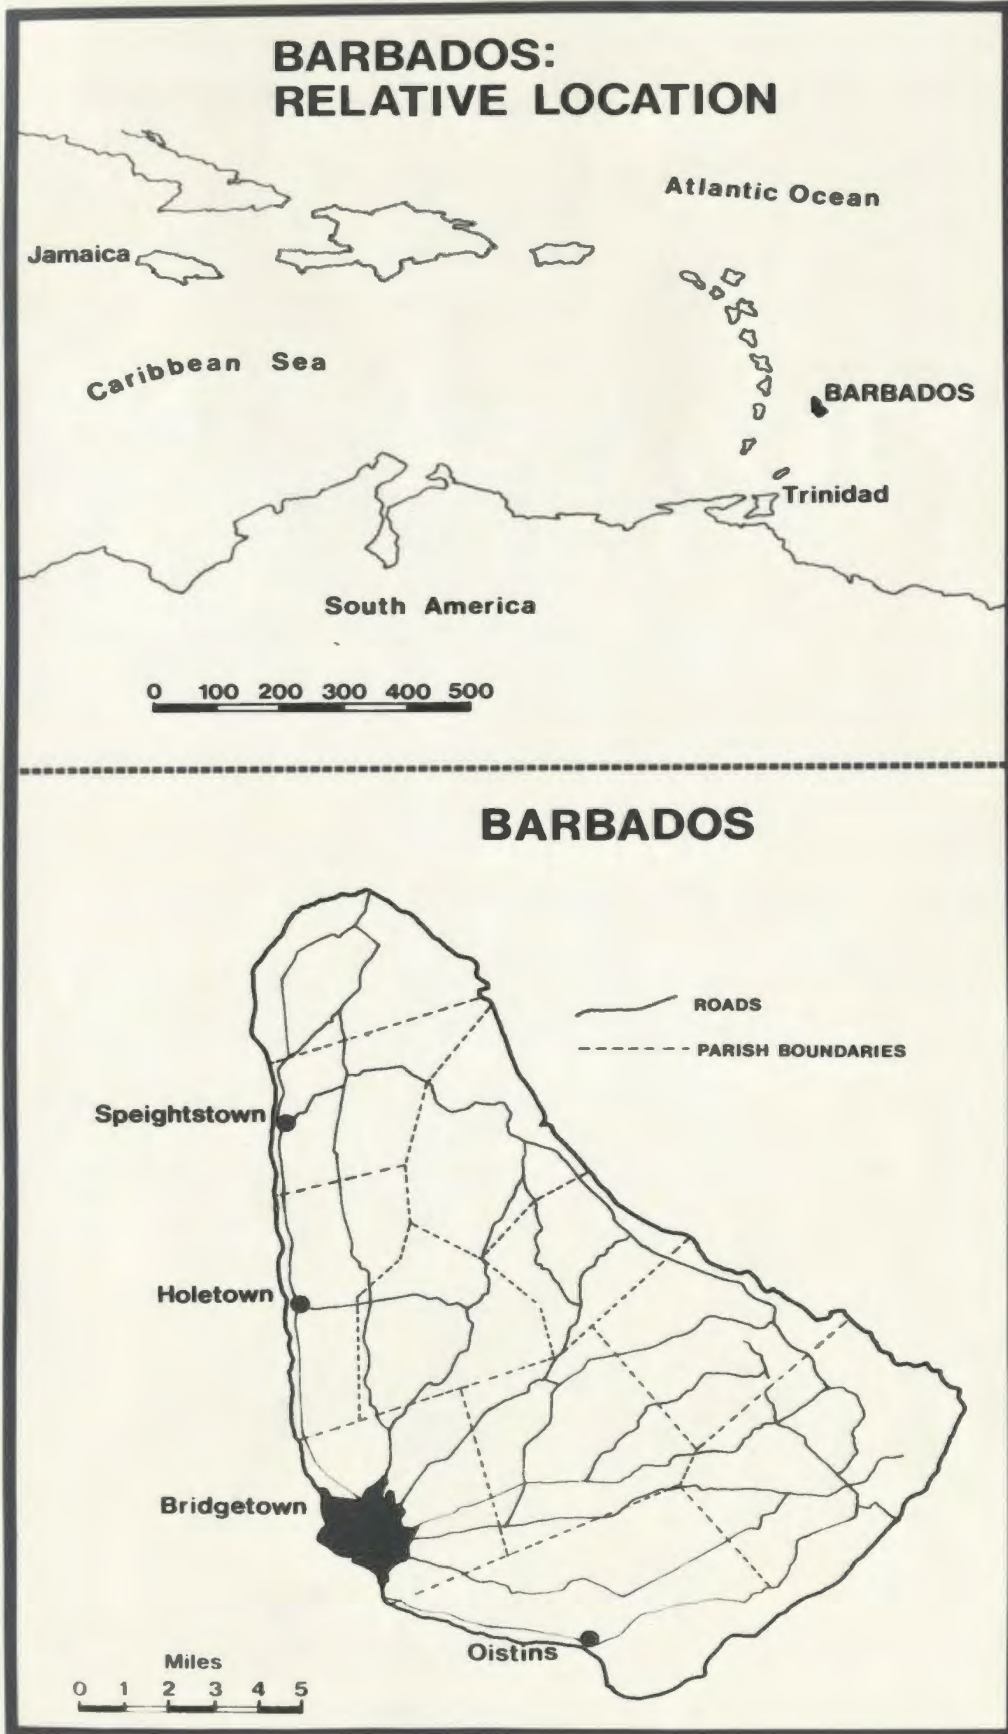 BARBADOS:
RELATIVE LOCATION
Atlantic Ocean
Jamaica
Caribbean Sea
BARBADOS
Trinidad
South America
0 100 200 300 400 500
BARBADOS
ROADS
PARISH BOUNDARIES
Speightstown
Holetown
Bridgetown
Oistins
Miles
0 1 2 3 4 5